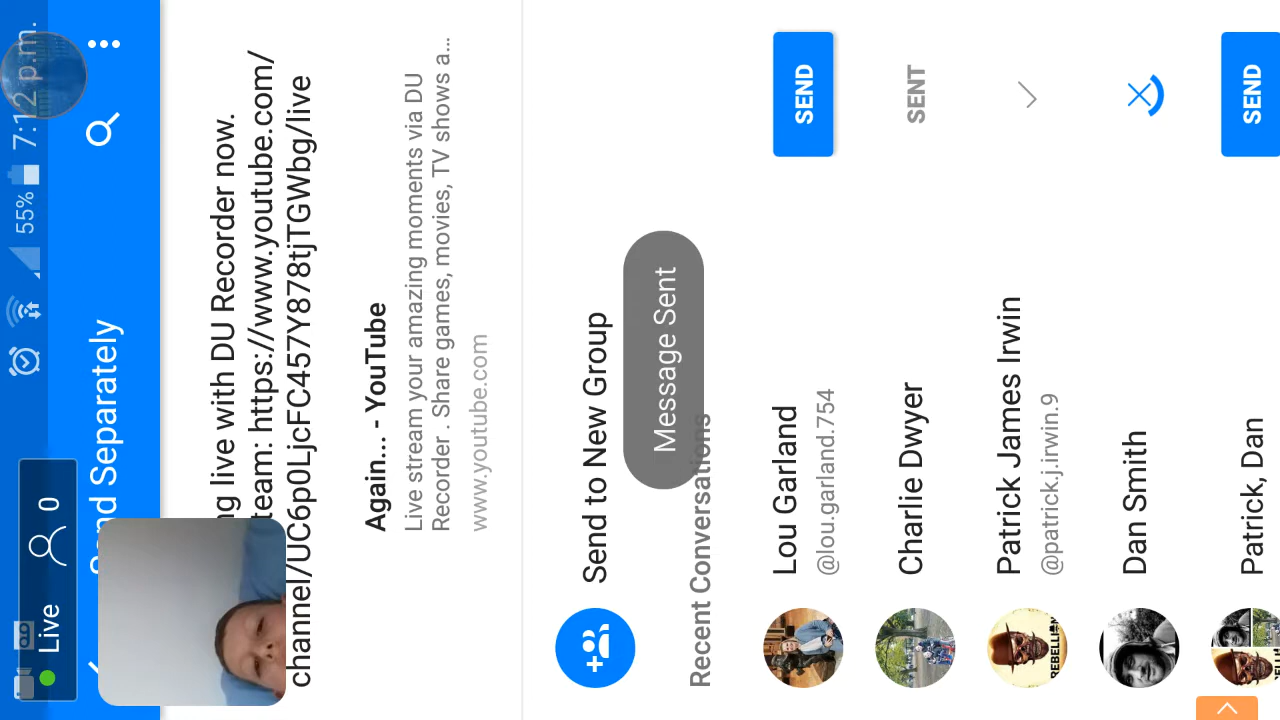 Live 0 55% 7:12 p.m.
Send Separately
ng live with DU Recorder now.
team: https://www.youtube.com/
channel/UC6p0LjcFC457Y878tjTGWbg/live
Again... - YouTube
Live stream your amazing moments via DU
Recorder . Share games, movies, TV shows a...
www.youtube.com
Send to New Group
Message Sent
Recent Conversations
Lou Garland
@lou.garland.754
SEND
Charlie Dwyer
SENT
Patrick James Irwin
@patrick.j.irwin.9
REBELLION
Dan Smith
Patrick, Dan
SEND